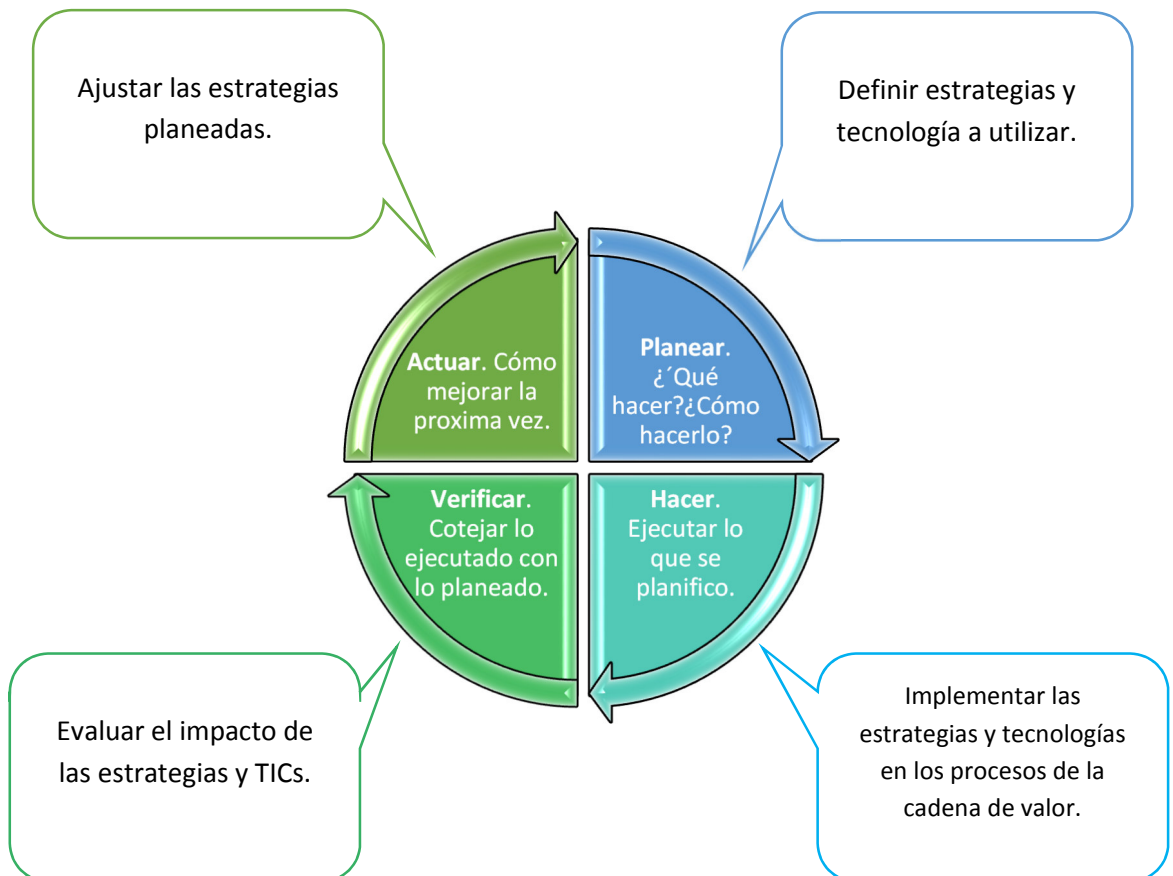 Ajustar las estrategias
planeadas.
Definir estrategias y
tecnología a utilizar.
Actuar. Cómo
mejorar la
proxima vez.
Planear.
¿´Qué
hacer?¿Cómo
hacerlo?
Verificar.
Cotejar lo
ejecutado con
lo planeado.
Hacer.
Ejecutar lo
que se
planifico.
Evaluar el impacto de
las estrategias y TICs.
Implementar las
estrategias y tecnologías
en los procesos de la
cadena de valor.